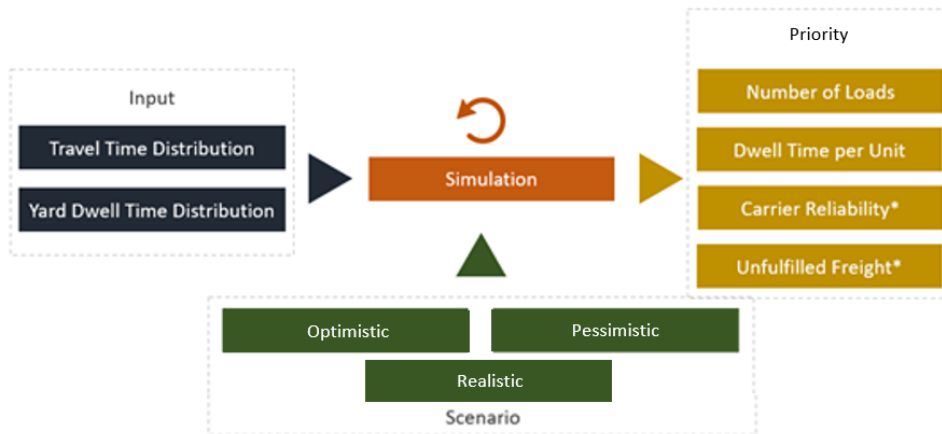 Priority
Input
Number of Loads
Travel Time Distribution
Simulation
Dwell Time per Unit
Yard Dwell Time Distribution
Carrier Reliability*
Unfulfilled Freight*
Optimistic
Pessimistic
Realistic
Scenario